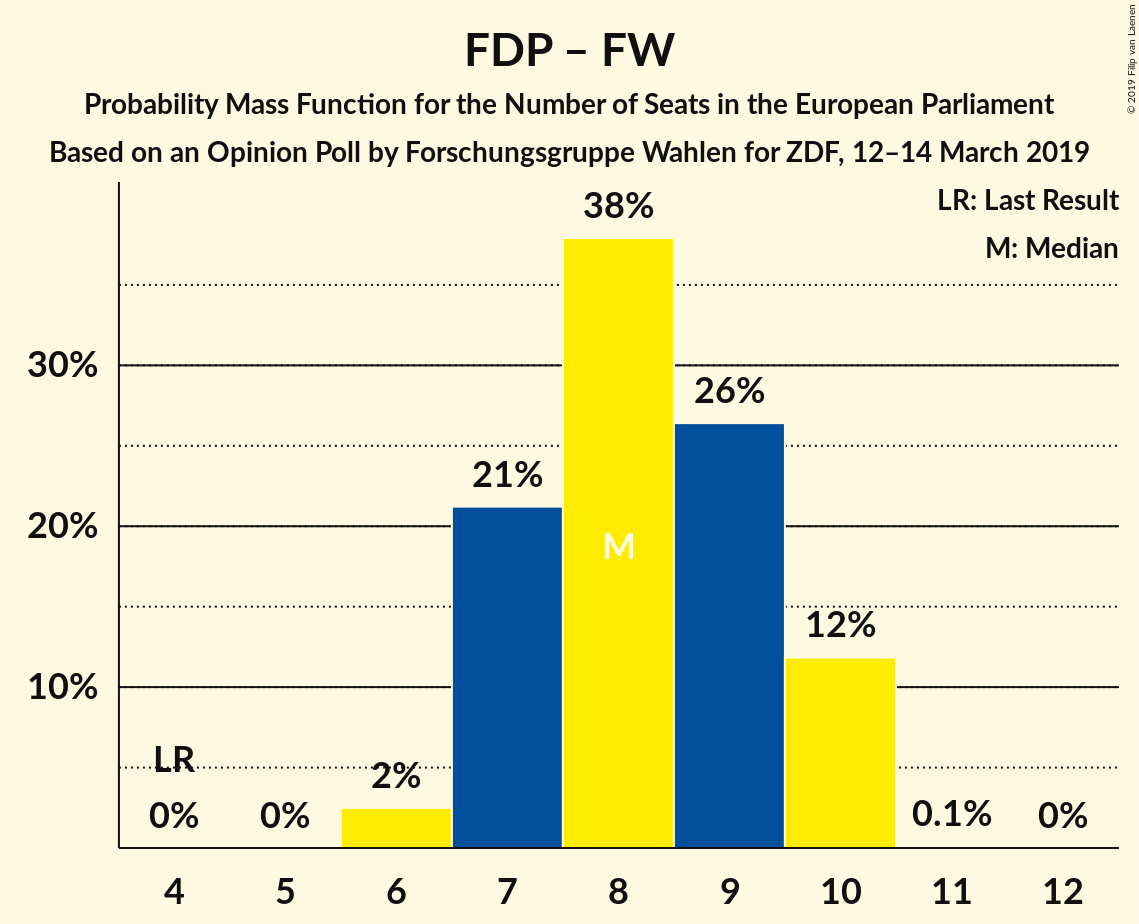 FDP – FW
Probability Mass Function for the Number of Seats in the European Parliament
Based on an Opinion Poll by Forschungsgruppe Wahlen for ZDF, 12–14 March 2019
© 2019 Filip van Laenen
LR: Last Result
M: Median
38%
30%
26%
21%
20%
M
12%
10%
LR
2%
0%
0%
0.1%
0%
4 5 6 7 8 9 10 11 12